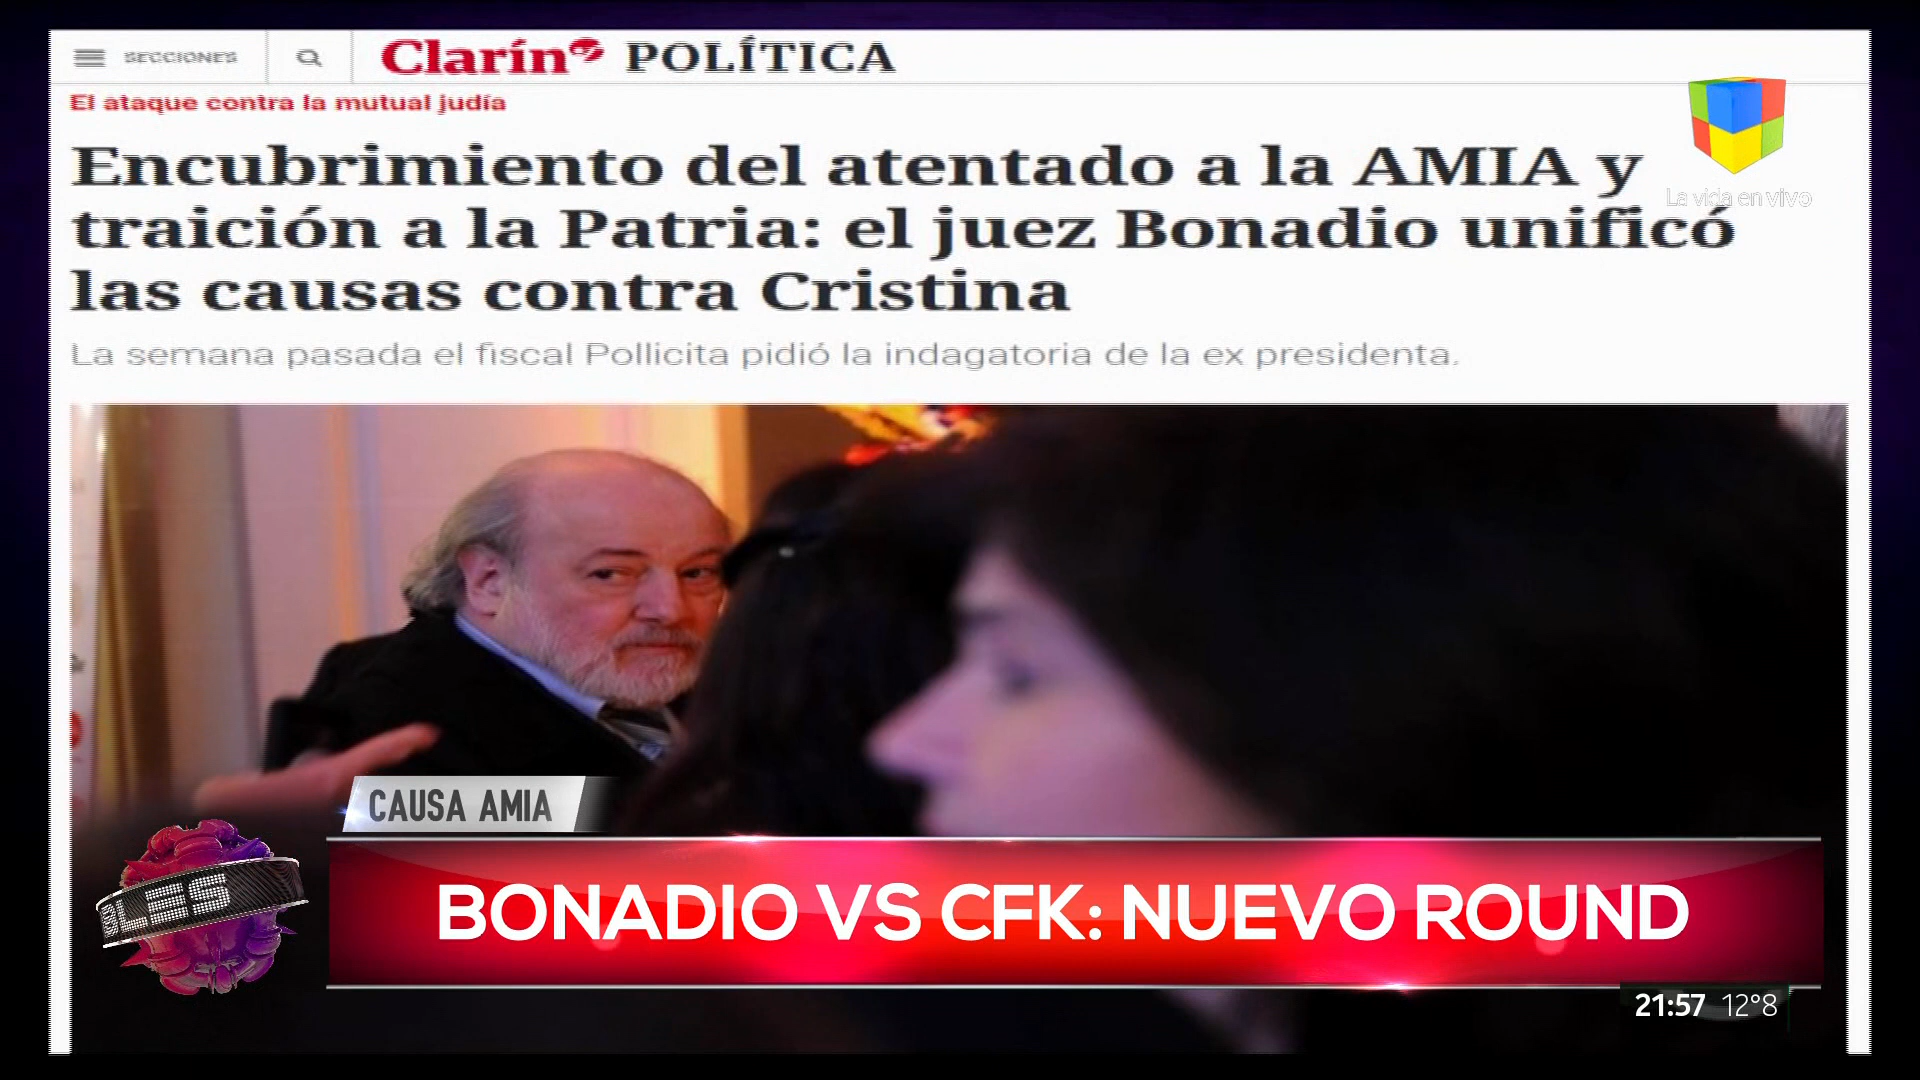 SECCIONES
Clarín POLÍTICA
El ataque contra la mutual judía
La vida en vivo
Encubrimiento del atentado a la AMIA y
traición a la Patria: el juez Bonadio unificó
las causas contra Cristina
La semana pasada el fiscal Pollicita pidió la indagatoria de la ex presidenta.
CAUSA AMIA
BLES
BONADIO VS CFK: NUEVO ROUND
21:57 12°8